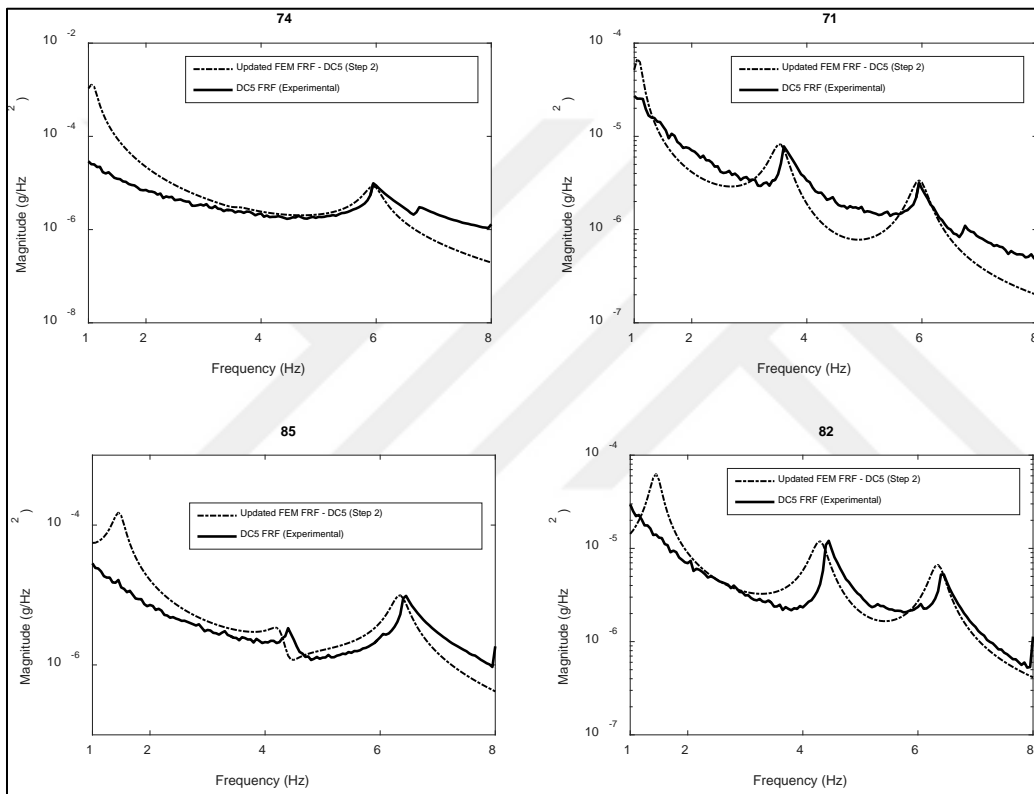 74
10 -2
10 -4
10 -6
10 -8
Magnitude (g/Hz 2 )
Updated FEM FRF - DC5 (Step 2)
DC5 FRF (Experimental)
1 2 4 6 8
Frequency (Hz)
71
10 -4
10 -5
10 -6
10 -7
Magnitude (g/Hz 2 )
Updated FEM FRF - DC5 (Step 2)
DC5 FRF (Experimental)
1 2 4 6 8
Frequency (Hz)
85
10 -4
10 -6
Magnitude (g/Hz 2 )
Updated FEM FRF - DC5 (Step 2)
DC5 FRF (Experimental)
1 2 4 6 8
Frequency (Hz)
82
10 -4
10 -5
10 -6
10 -7
Magnitude (g/Hz 2 )
Updated FEM FRF - DC5 (Step 2)
DC5 FRF (Experimental)
1 2 4 6 8
Frequency (Hz)